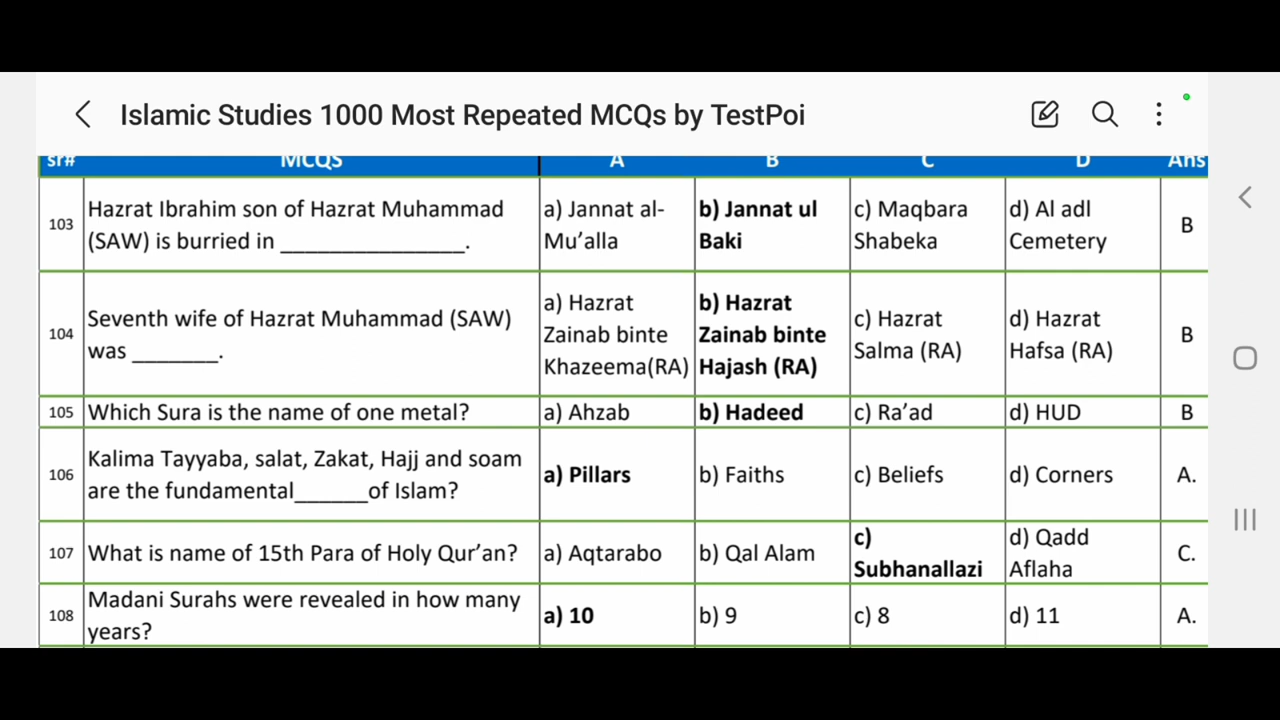 Islamic Studies 1000 Most Repeated MCQs by TestPoi
sr# MCQS A B C D Ans
103 Hazrat Ibrahim son of Hazrat Muhammad (SAW) is burried in _______________. a) Jannat al-Mu’alla b) Jannat ul Baki c) Maqbara Shabeka d) Al adl Cemetery B
104 Seventh wife of Hazrat Muhammad (SAW) was _______. a) Hazrat Zainab binte Khazeema(RA) b) Hazrat Zainab binte Hajash (RA) c) Hazrat Salma (RA) d) Hazrat Hafsa (RA) B
105 Which Sura is the name of one metal? a) Ahzab b) Hadeed c) Ra’ad d) HUD B
106 Kalima Tayyaba, salat, Zakat, Hajj and soam are the fundamental______of Islam? a) Pillars b) Faiths c) Beliefs d) Corners A.
107 What is name of 15th Para of Holy Qur’an? a) Aqtarabo b) Qal Alam c) Subhanallazi d) Qadd Aflaha C.
108 Madani Surahs were revealed in how many years? a) 10 b) 9 c) 8 d) 11 A.